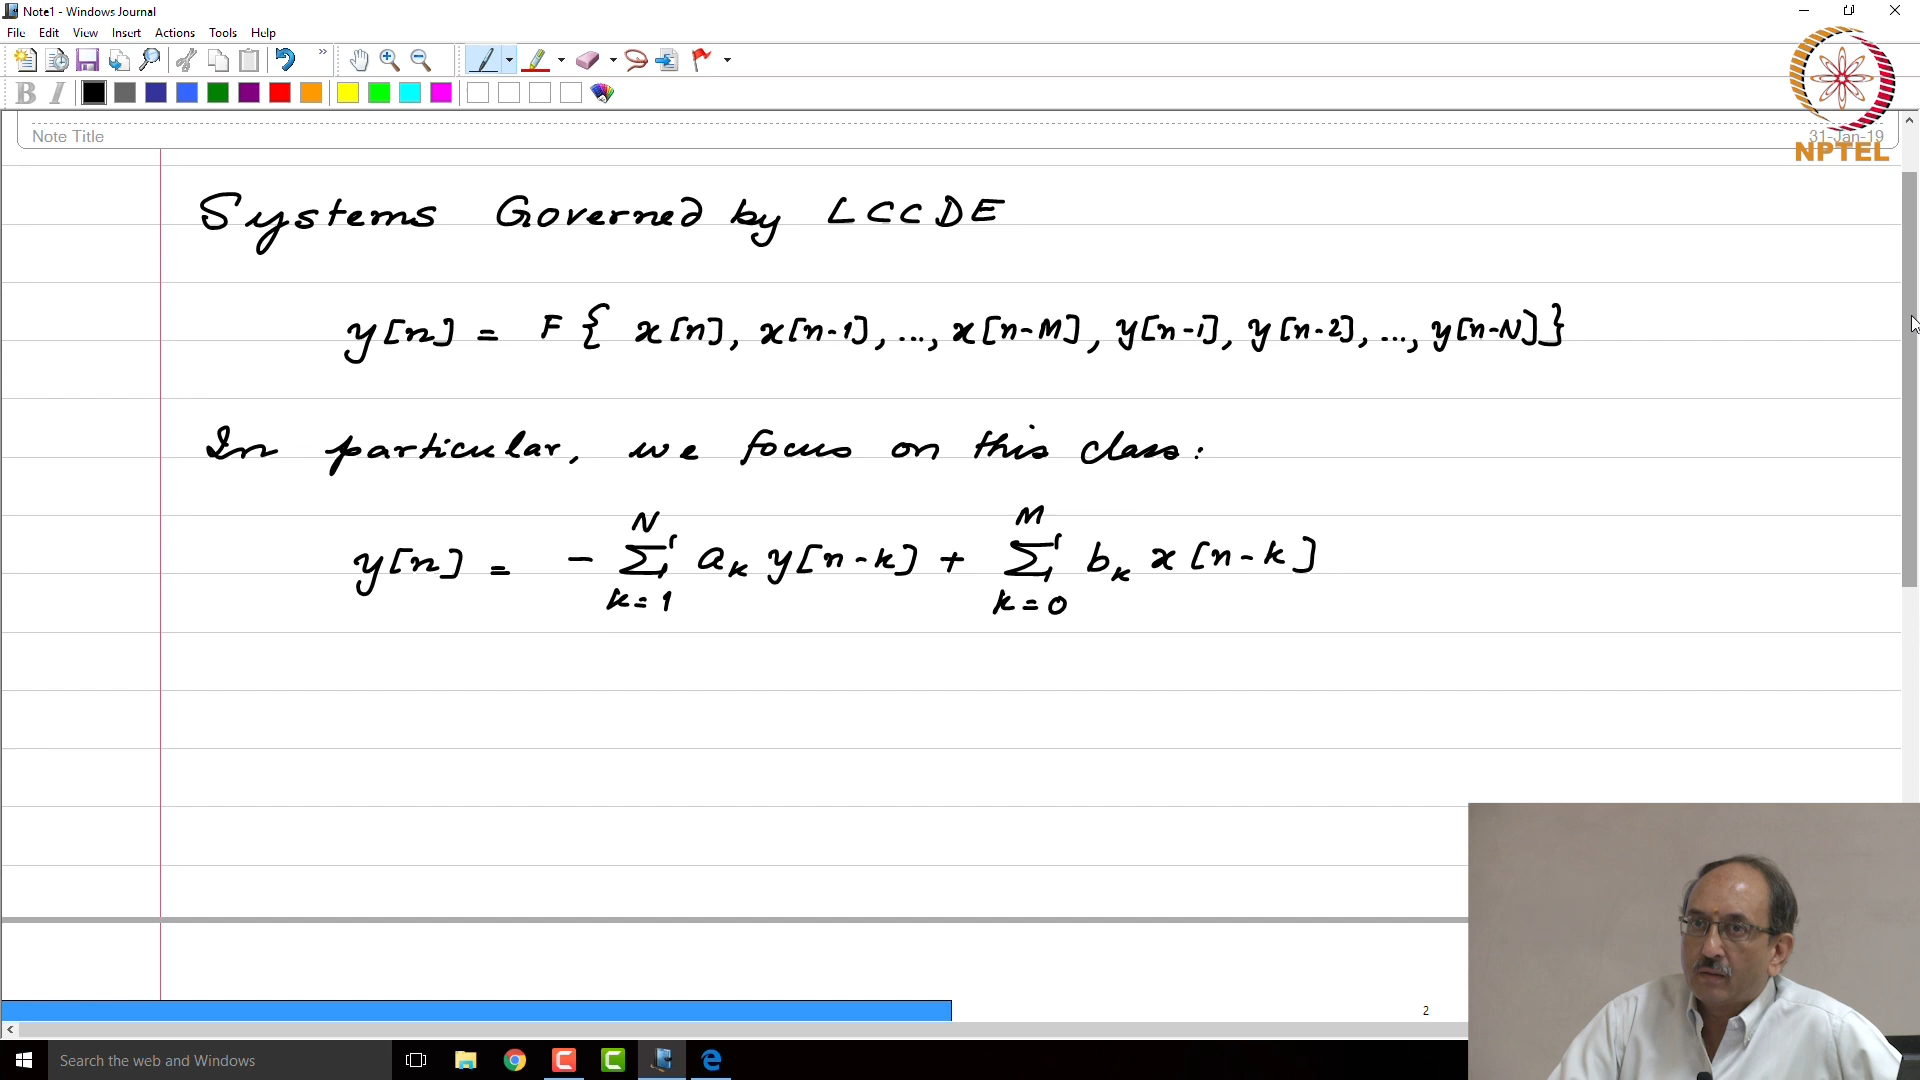 Note1 - Windows Journal
File Edit View Insert Actions Tools Help
B I
Note Title
31-Jan-19
NPTEL
Systems Governed by LCCDE
y[n] = F { x[n], x[n-1], ..., x[n-M], y[n-1], y[n-2], ..., y[n-N] }
In particular, we focus on this class:
y[n] = - ∑_{k=1}^{N} a_k y[n-k] + ∑_{k=0}^{M} b_k x[n-k]
2
Search the web and Windows